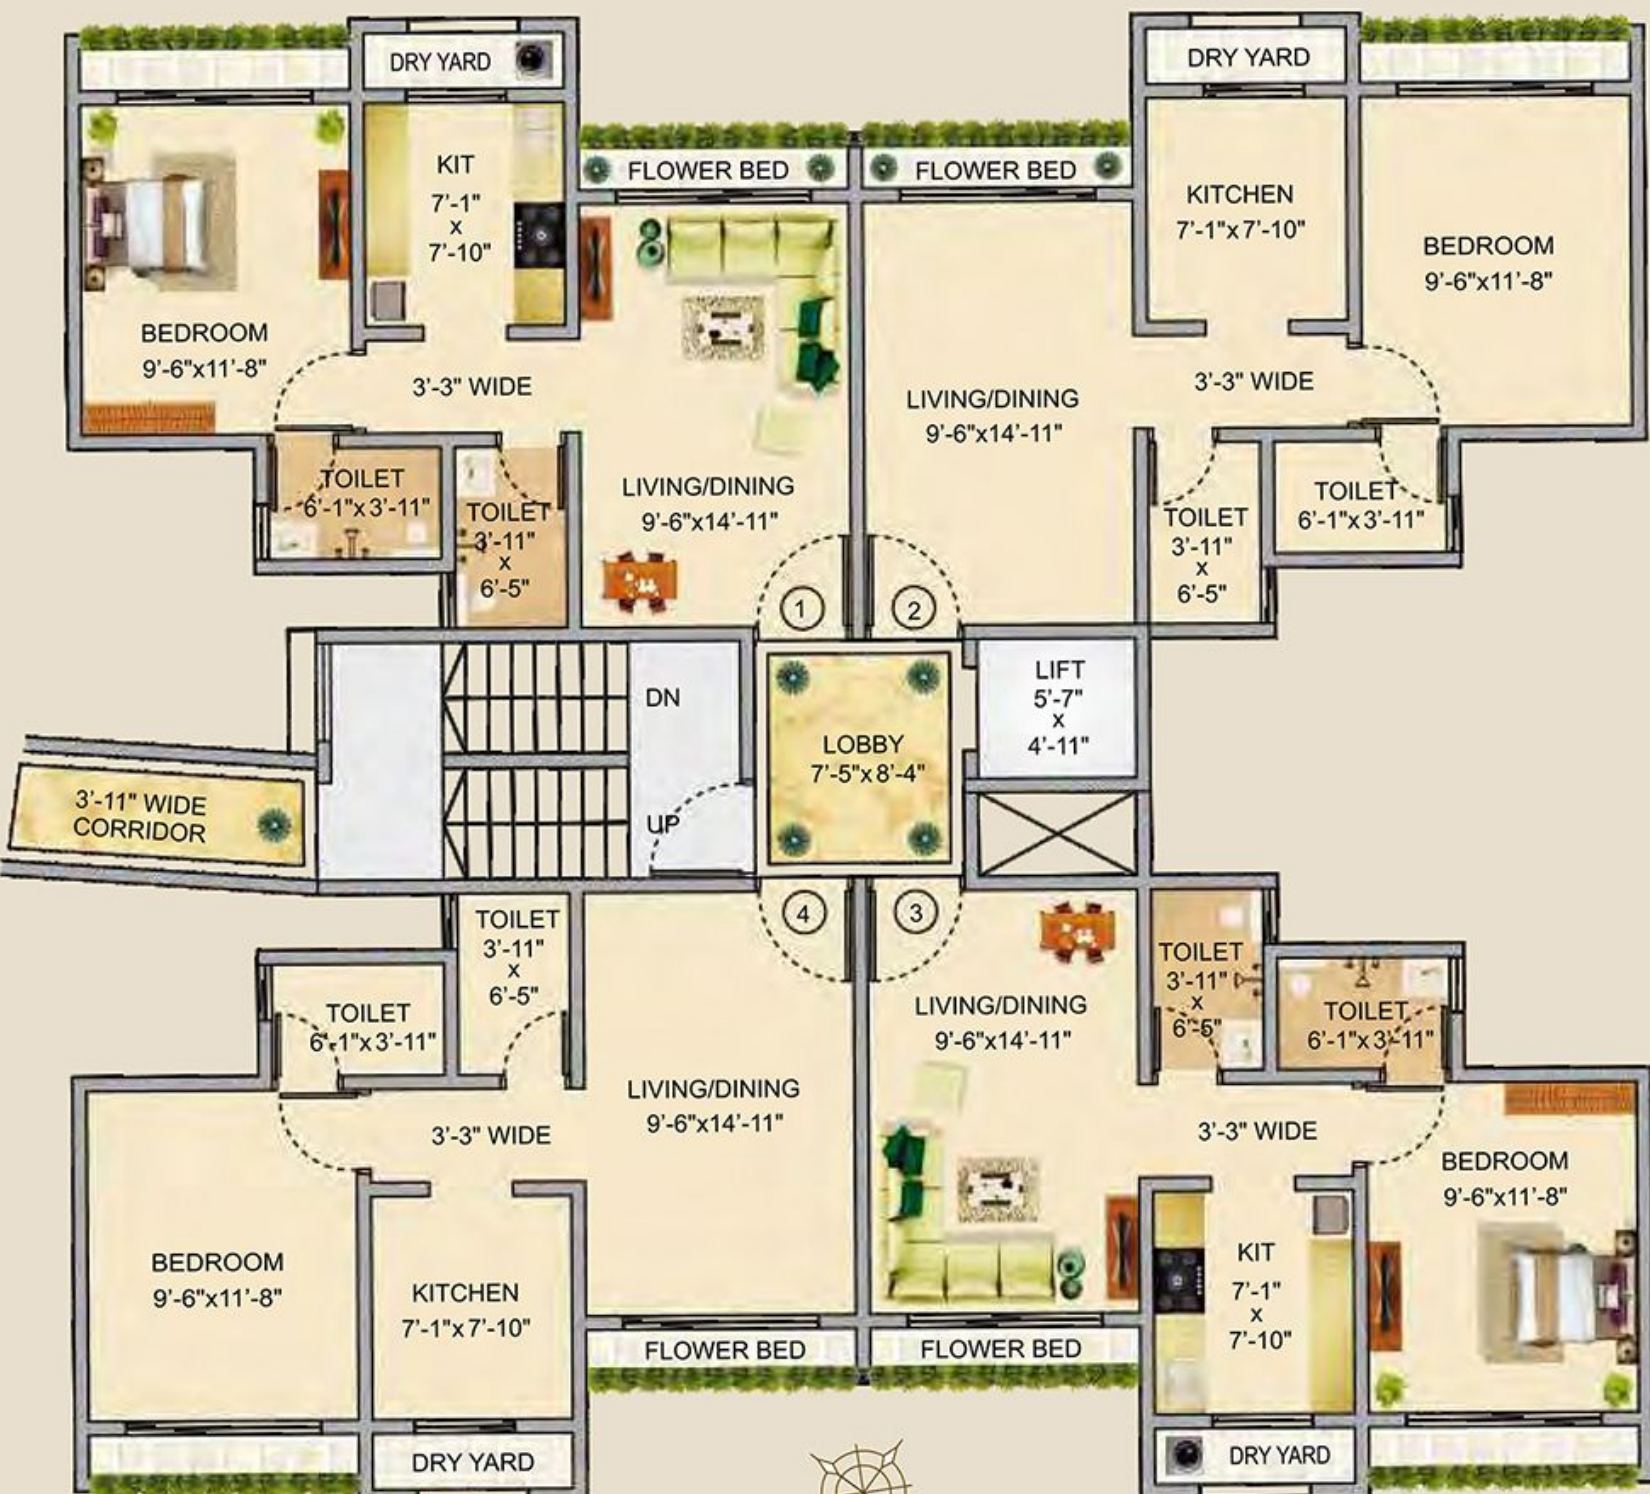 DRY YARD
DRY YARD
KIT
7'-1"
x
7'-10"
FLOWER BED
FLOWER BED
KITCHEN
7'-1"x7'-10"
BEDROOM
9'-6"x11'-8"
BEDROOM
9'-6"x11'-8"
3'-3" WIDE
3'-3" WIDE
LIVING/DINING
9'-6"x14'-11"
LIVING/DINING
9'-6"x14'-11"
TOILET
6'-1"x3'-11"
TOILET
3'-11"
x
6'-5"
TOILET
3'-11"
x
6'-5"
TOILET
6'-1"x3'-11"
1
2
DN
LIFT
5'-7"
x
4'-11"
LOBBY
7'-5"x8'-4"
3'-11" WIDE
CORRIDOR
UP
4
3
TOILET
3'-11"
x
6'-5"
TOILET
6'-1"x3'-11"
LIVING/DINING
9'-6"x14'-11"
TOILET
3'-11"
x
6'-5"
TOILET
6'-1"x3'-11"
LIVING/DINING
9'-6"x14'-11"
3'-3" WIDE
3'-3" WIDE
BEDROOM
9'-6"x11'-8"
BEDROOM
9'-6"x11'-8"
KITCHEN
7'-1"x7'-10"
KIT
7'-1"
x
7'-10"
FLOWER BED
FLOWER BED
DRY YARD
DRY YARD